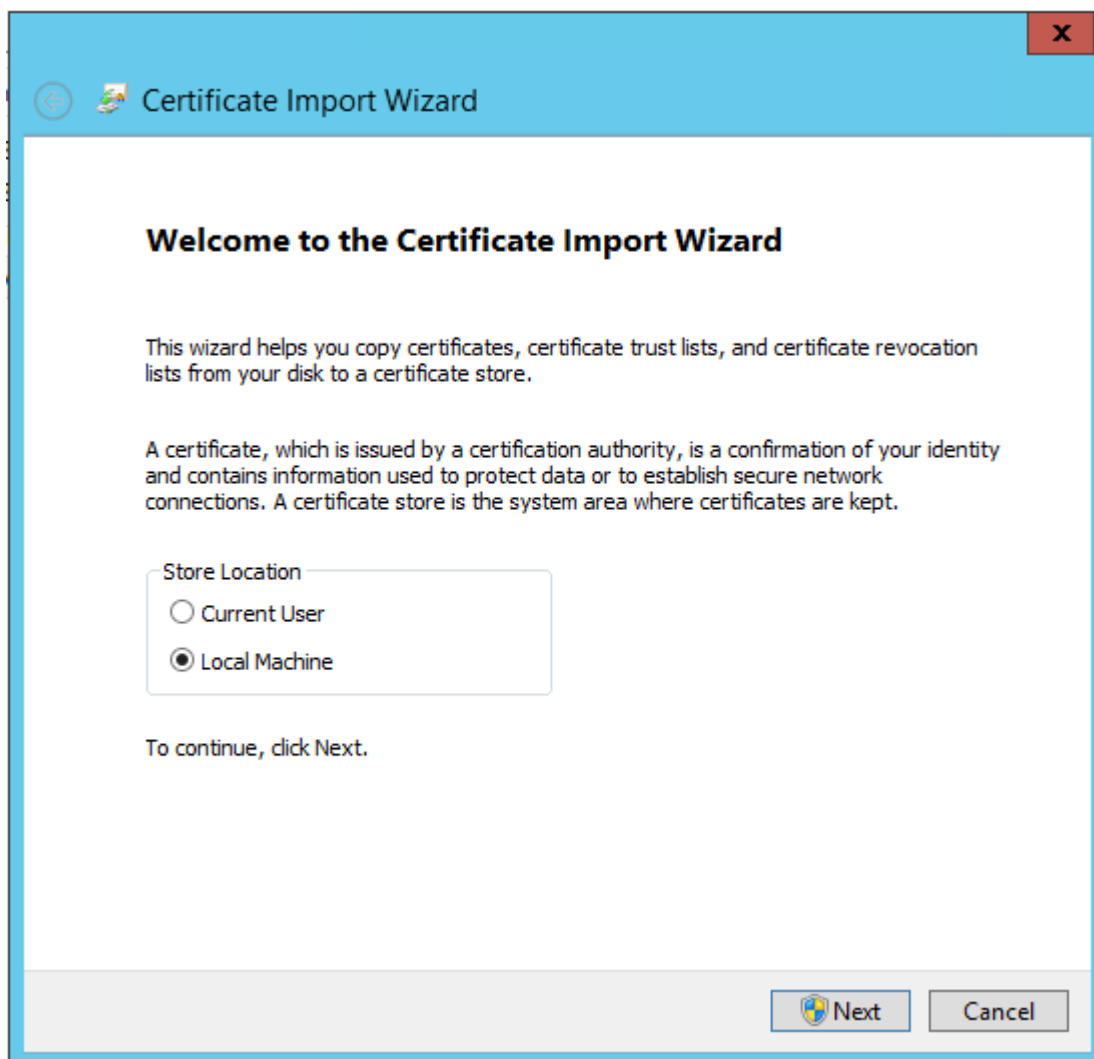 x
Certificate Import Wizard
Welcome to the Certificate Import Wizard
This wizard helps you copy certificates, certificate trust lists, and certificate revocation
lists from your disk to a certificate store.
A certificate, which is issued by a certification authority, is a confirmation of your identity
and contains information used to protect data or to establish secure network
connections. A certificate store is the system area where certificates are kept.
Store Location
Current User
Local Machine
To continue, click Next.
Next
Cancel